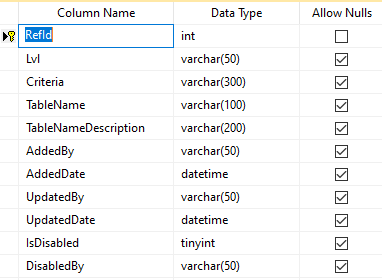 Column Name Data Type Allow Nulls
RefId int
Lvl varchar(50)
Criteria varchar(300)
TableName varchar(100)
TableNameDescription varchar(200)
AddedBy varchar(50)
AddedDate datetime
UpdatedBy varchar(50)
UpdatedDate datetime
IsDisabled tinyint
DisabledBy varchar(50)